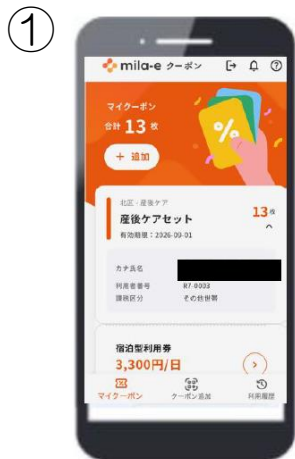 ①
mila-e クーポン
マイクーポン
合計 13 枚
%
+ 追加
北区・産後ケア
産後ケアセット
13枚
有効期限：2026-09-01
カナ氏名
利用者番号 R7-0003
課税区分 その他世帯
宿泊型利用券
3,300円/日
マイクーポン クーポン追加 利用履歴